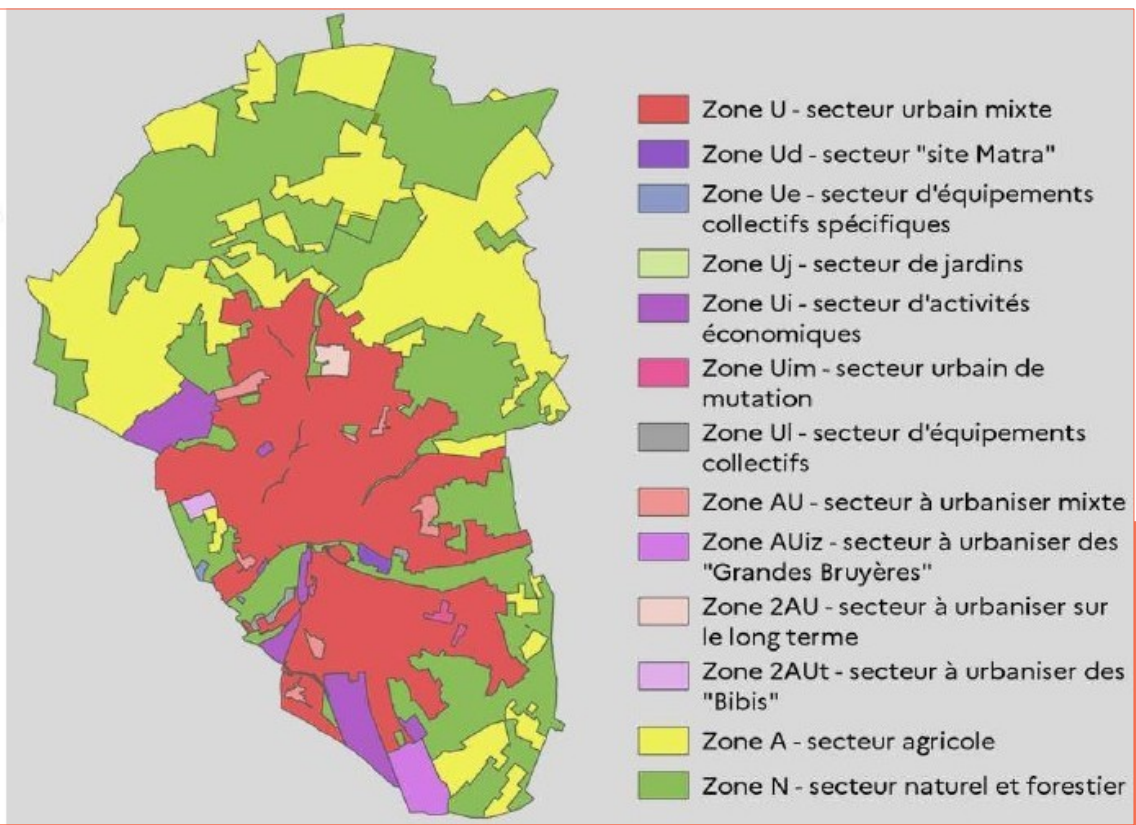 Zone U - secteur urbain mixte
Zone Ud - secteur "site Matra"
Zone Ue - secteur d'équipements
collectifs spécifiques
Zone Uj - secteur de jardins
Zone Ui - secteur d'activités
économiques
Zone Uim - secteur urbain de
mutation
Zone Ul - secteur d'équipements
collectifs
Zone AU - secteur à urbaniser mixte
Zone AUiz - secteur à urbaniser des
"Grandes Bruyères"
Zone 2AU - secteur à urbaniser sur
le long terme
Zone 2AUt - secteur à urbaniser des
"Bibis"
Zone A - secteur agricole
Zone N - secteur naturel et forestier